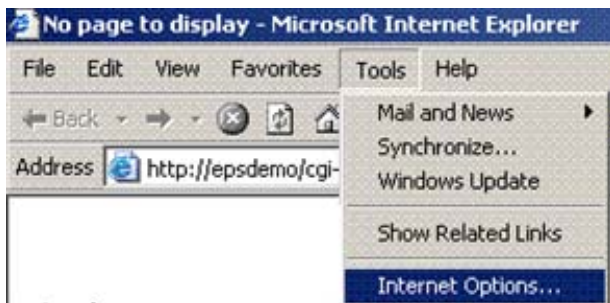 No page to display - Microsoft Internet Explorer
File Edit View Favorites Tools Help
Back
Address http://epsdemo/cgi-
Mail and News
Synchronize...
Windows Update
Show Related Links
Internet Options...